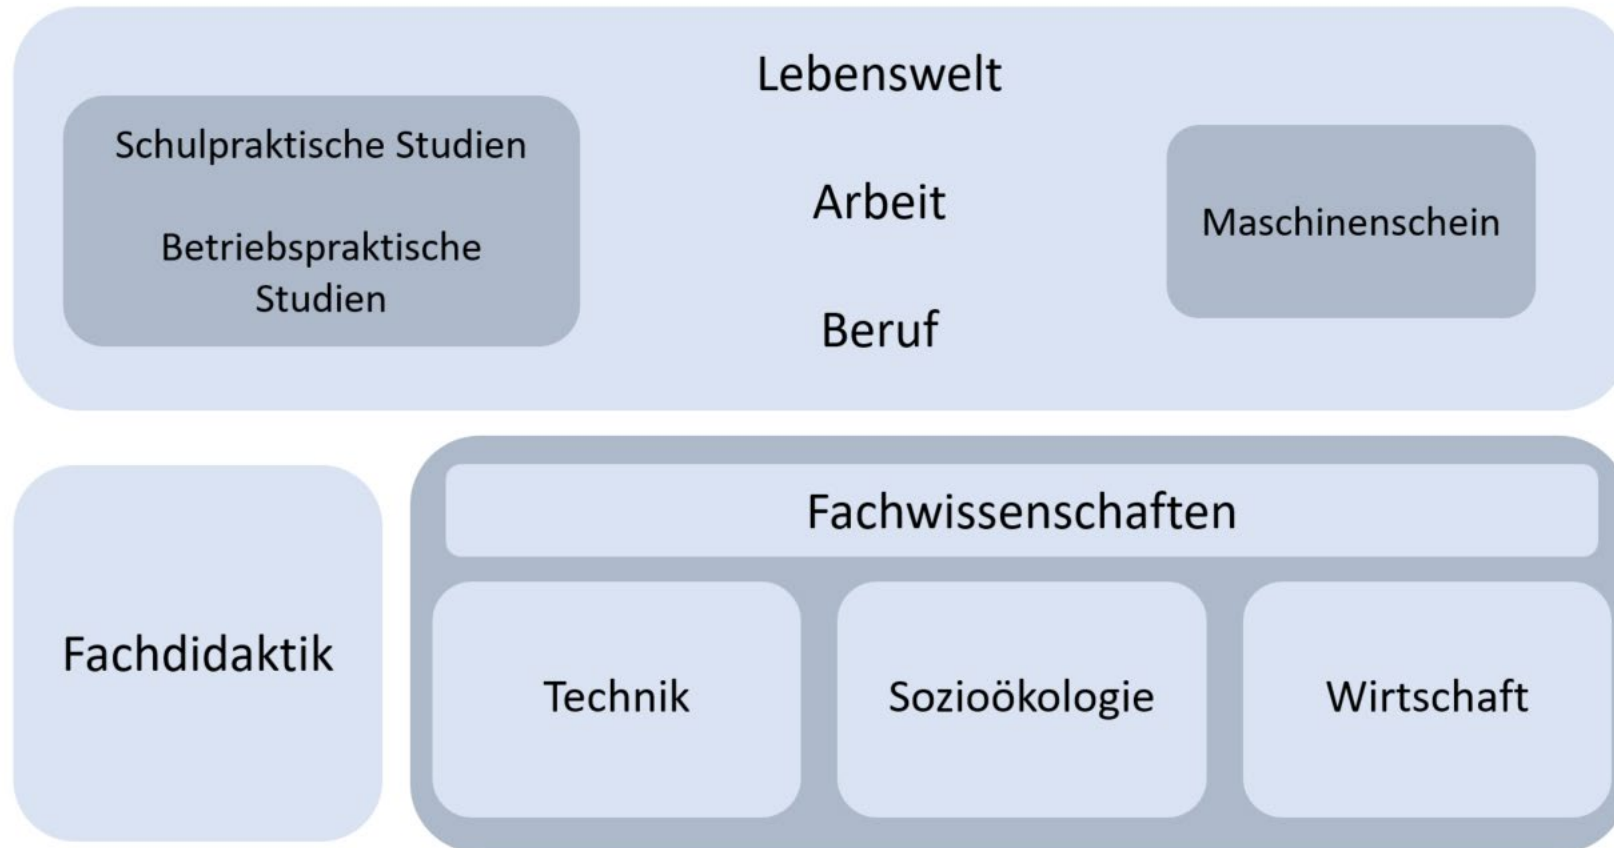 Lebenswelt
Schulpraktische Studien
Arbeit
Maschinenschein
Betriebspraktische
Studien
Beruf
Fachdidaktik
Fachwissenschaften
Technik
Sozioökologie
Wirtschaft